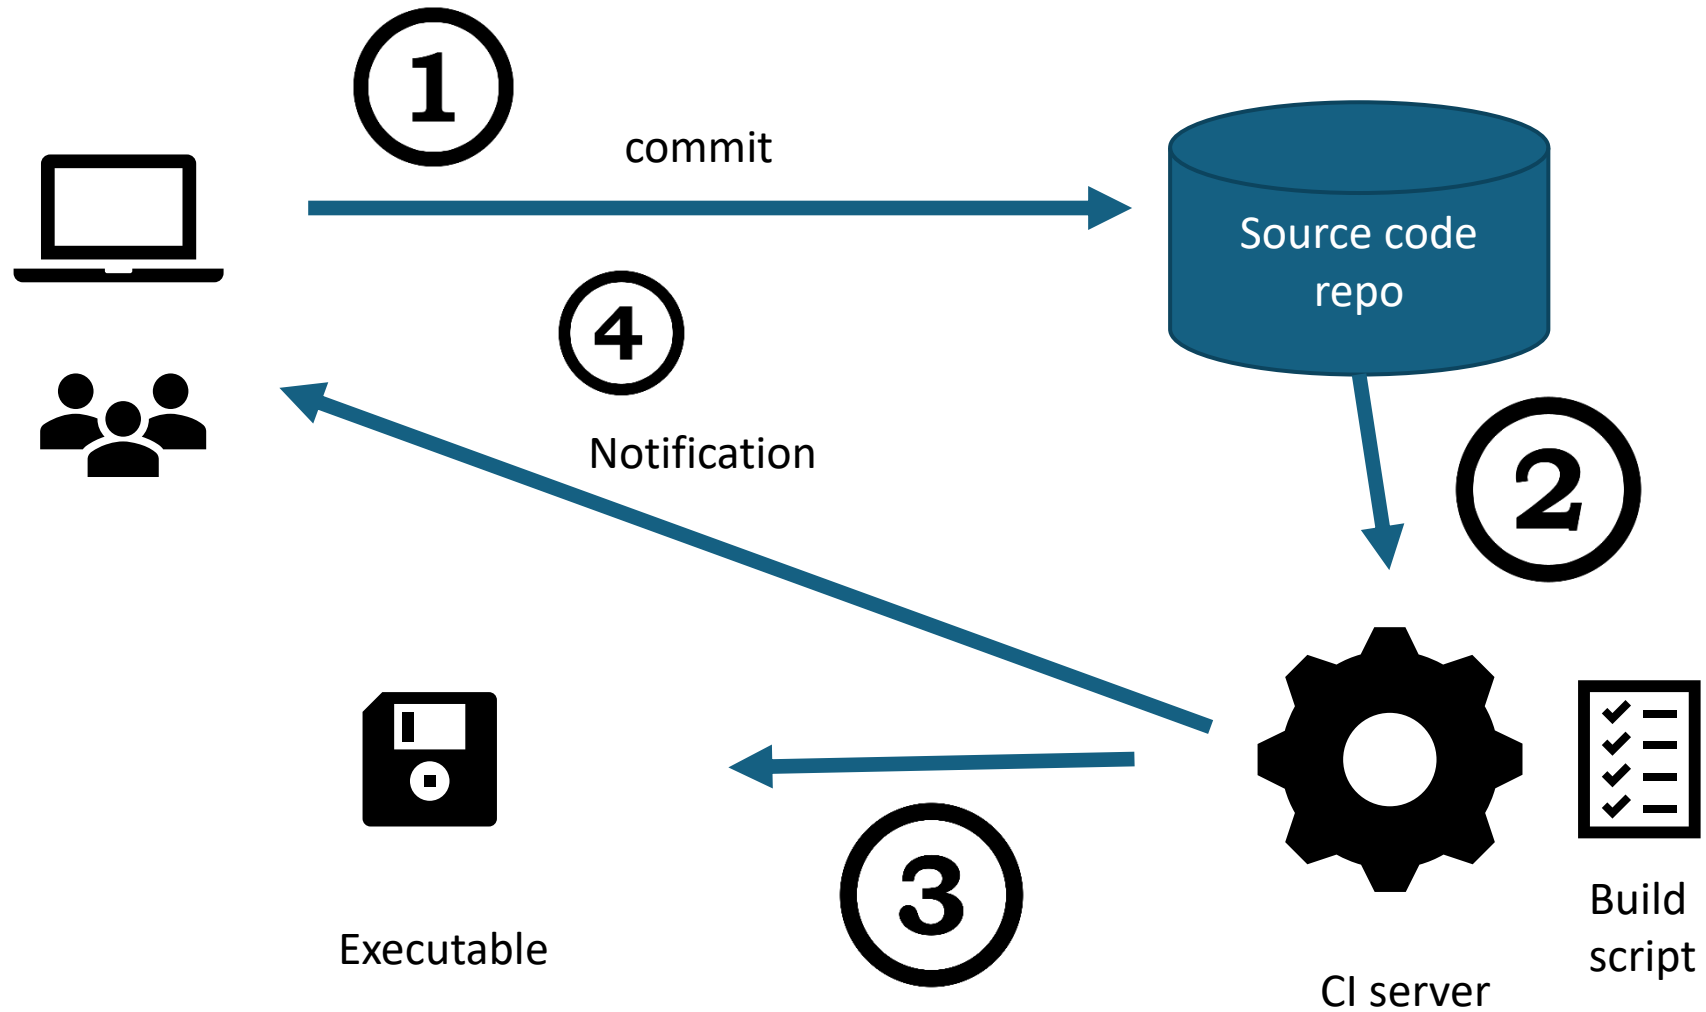 1
commit
Source code
repo
4
Notification
2
3
Executable
Build
script
CI server